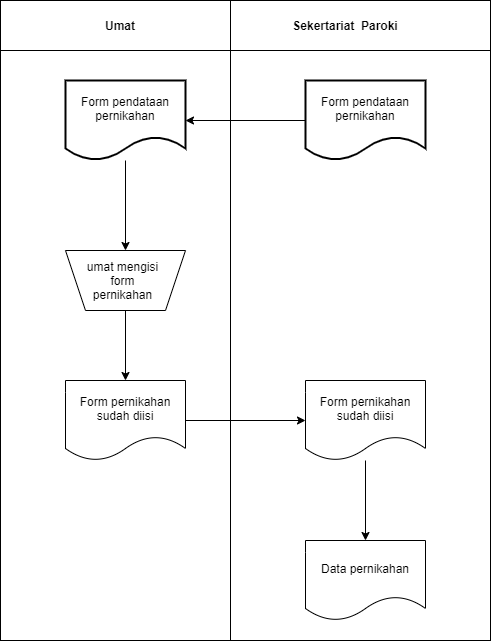 Umat
Sekertariat Paroki
Form pendataan
pernikahan
Form pendataan
pernikahan
umat mengisi
form
pernikahan
Form pernikahan
sudah diisi
Form pernikahan
sudah diisi
Data pernikahan